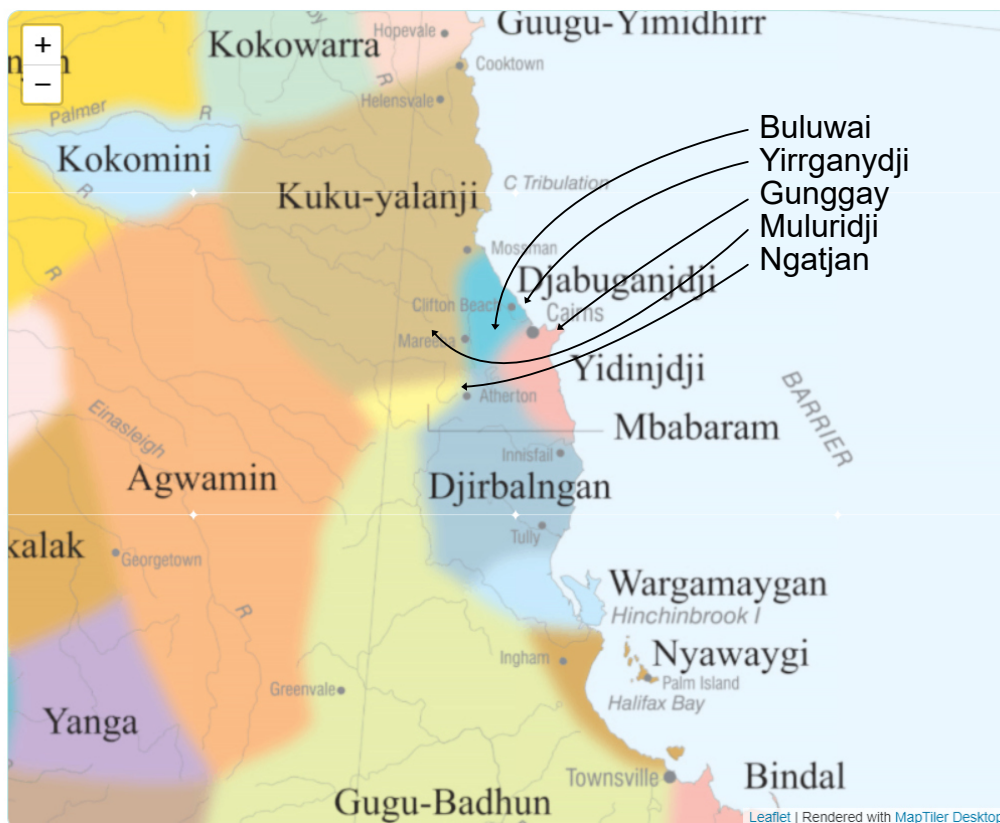 +
−
Hopevale
Guugu-Yimidhirr
Kokowarra
Cooktown
R
Helensvale
Palmer
R
Buluwai
Kokomini
Yirrganydji
R
C Tribulation
Kuku-yalanji
Gunggay
Muluridji
Mossman
Ngatjan
R
Djabuganjdji
Clifton Beach
Cairns
Mareeba
Yidinjdji
Atherton
BARRIER
Einasleigh
Mbabaram
Innisfail
Agwamin
Djirbalngan
Tully
kalak
Georgetown
Wargamaygan
Hinchinbrook I
R
Ingham
Nyawaygi
Palm Island
Greenvale
Halifax Bay
Yanga
Townsville
Bindal
Gugu-Badhun
Leaflet | Rendered with MapTiler Desktop